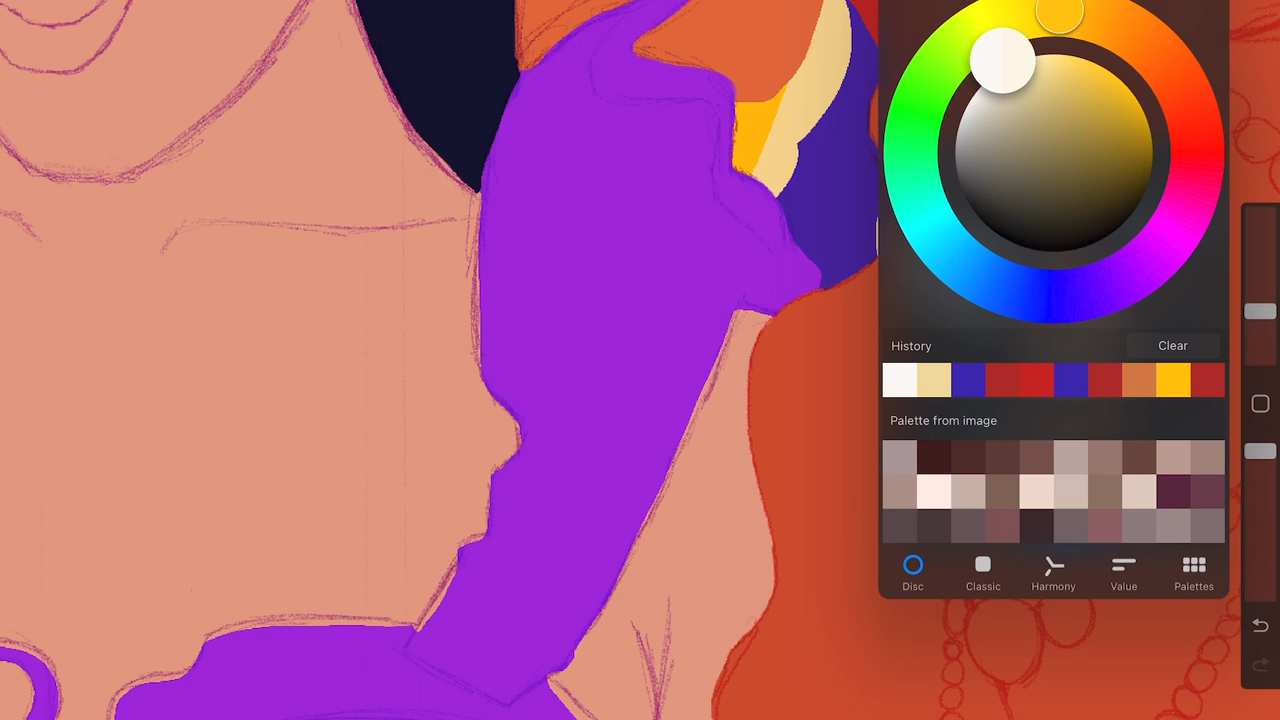 History
Clear
Palette from image
Disc
Classic
Harmony
Value
Palettes